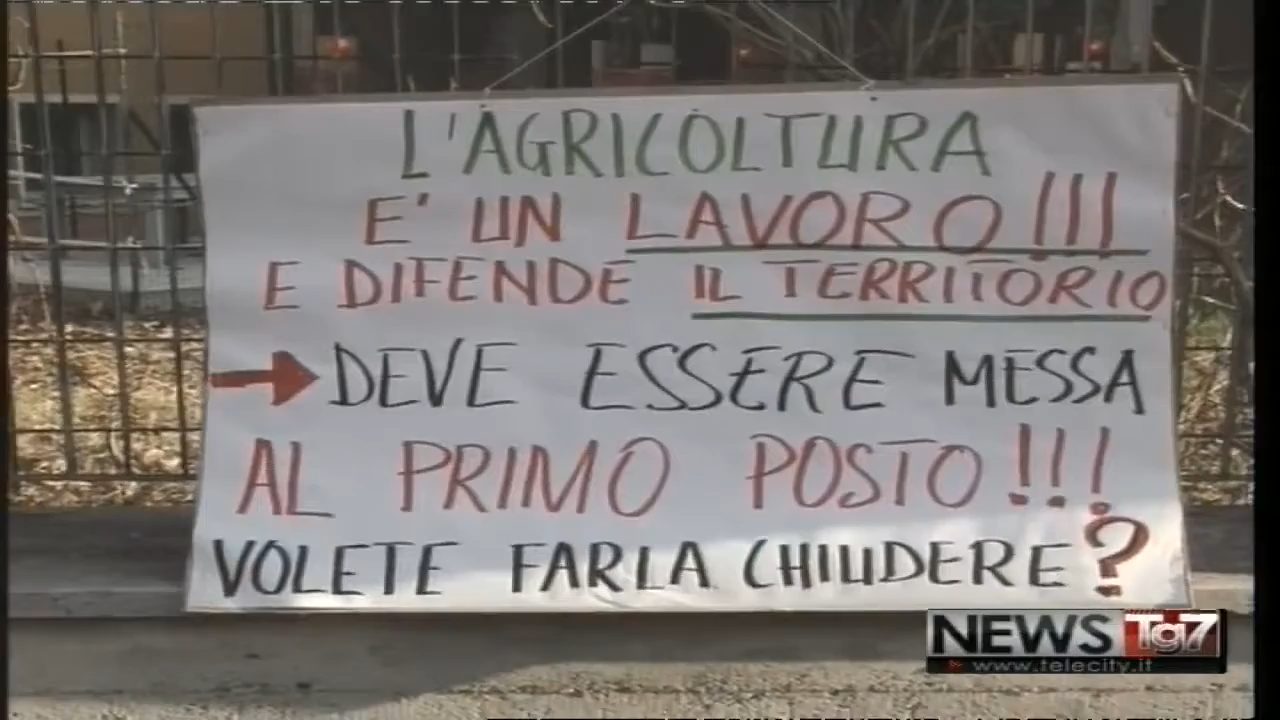 L'AGRICOLTURA
E' UN LAVORO!!!
E DIFENDE IL TERRITORIO
DEVE ESSERE MESSA
AL PRIMO POSTO!!!
VOLETE FARLA CHIUDERE?
NEWS Tg7
www.telecity.it